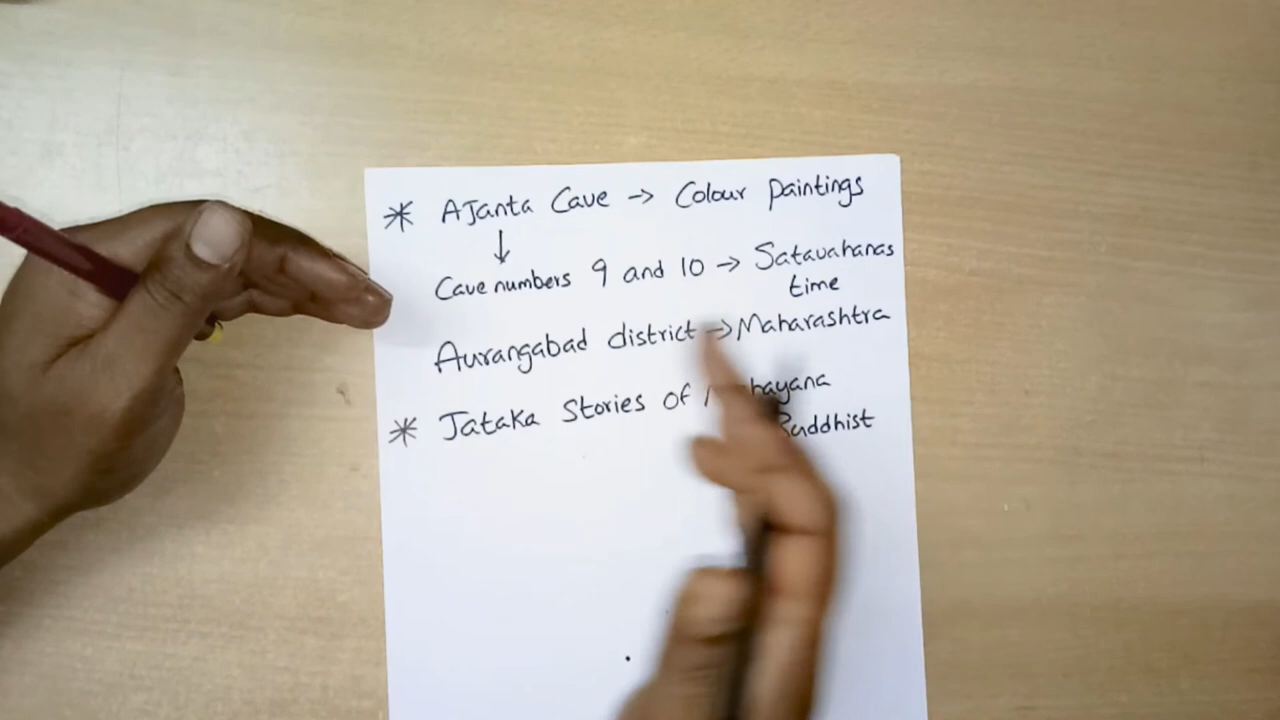 * Ajanta Cave → Colour paintings
↓
Cave numbers 9 and 10 → Satavahanas
time
Aurangabad district → Maharashtra
* Jataka Stories of
Buddhist